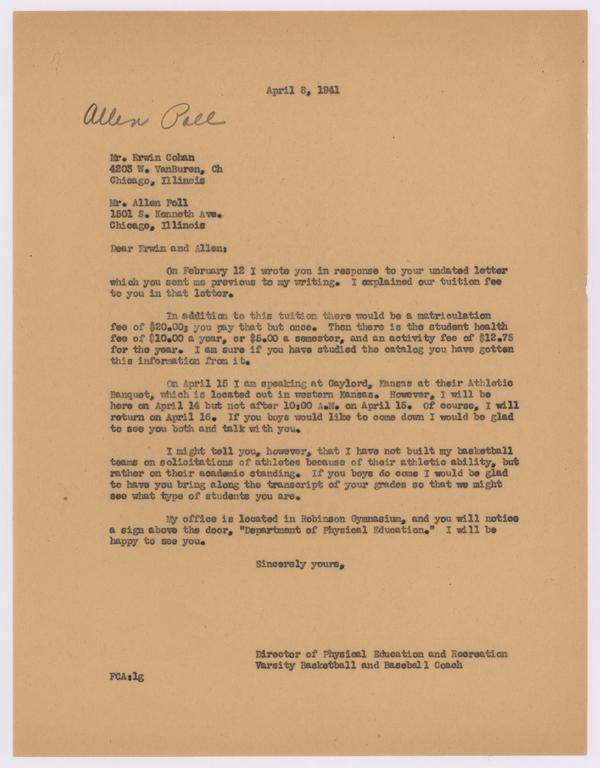 April 8, 1941
Allen Poll
Mr. Erwin Cohan
4203 W. VanBuren, Ch
Chicago, Illinois
Mr. Allen Poll
1501 S. Kenneth Ave.
Chicago, Illinois
Dear Erwin and Allen:
On February 12 I wrote you in response to your undated letter
which you sent me previous to my writing. I explained our tuition fee
to you in that letter.
In addition to this tuition there would be a matriculation
fee of $20.00; you pay that but once. Then there is the student health
fee of $10.00 a year, or $5.00 a semester, and an activity fee of $12.75
for the year. I am sure if you have studied the catalog you have gotten
this information from it.
On April 15 I am speaking at Gaylord, Kansas at their Athletic
Banquet, which is located out in western Kansas. However, I will be
here on April 14 but not after 10:00 A.M. on April 15. Of course, I will
return on April 16. If you boys would like to come down I would be glad
to see you both and talk with you.
I might tell you, however, that I have not built my basketball
teams on solicitations of athletes because of their athletic ability, but
rather on their academic standing. If you boys do come I would be glad
to have you bring along the transcript of your grades so that we might
see what type of students you are.
My office is located in Robinson Gymnasium, and you will notice
a sign above the door, "Department of Physical Education." I will be
happy to see you.
Sincerely yours,
Director of Physical Education and Recreation
Varsity Basketball and Baseball Coach
FCA:lg